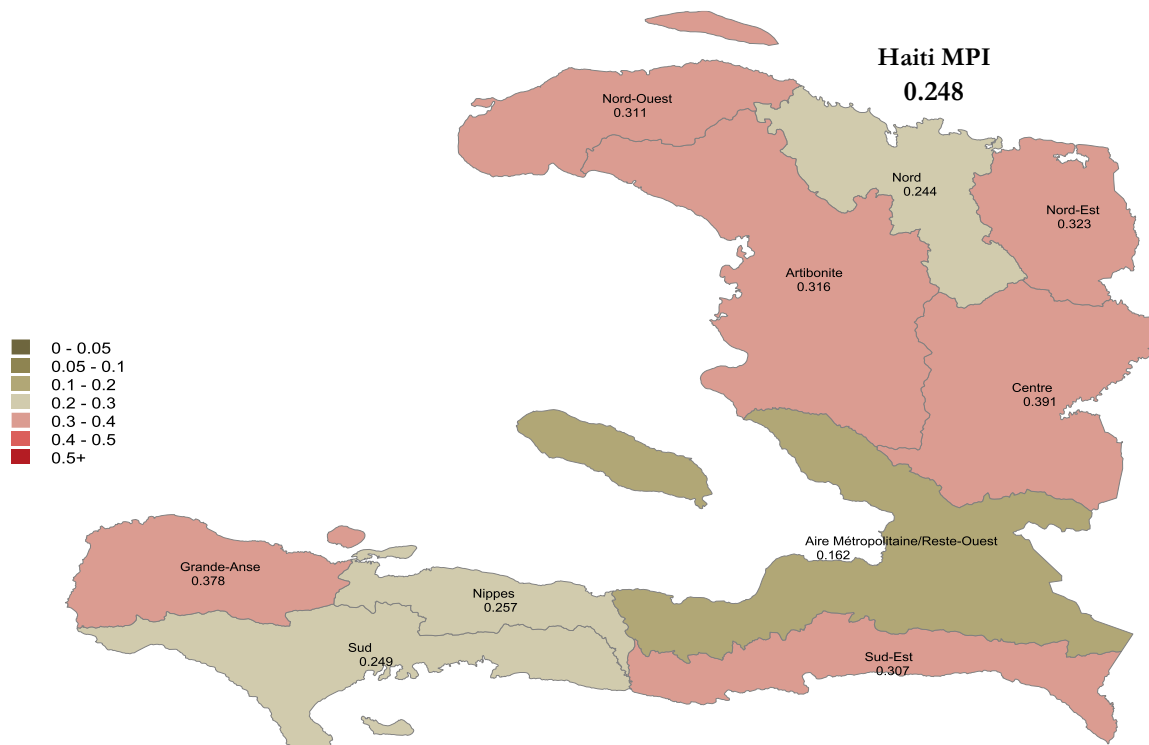 Haiti MPI
0.248
Nord-Ouest
0.311
Nord
0.244
Nord-Est
0.323
Artibonite
0.316
Centre
0.391
0 - 0.05
0.05 - 0.1
0.1 - 0.2
0.2 - 0.3
0.3 - 0.4
0.4 - 0.5
0.5+
Aire Métropolitaine/Reste-Ouest
0.162
Grande-Anse
0.378
Nippes
0.257
Sud
0.249
Sud-Est
0.307